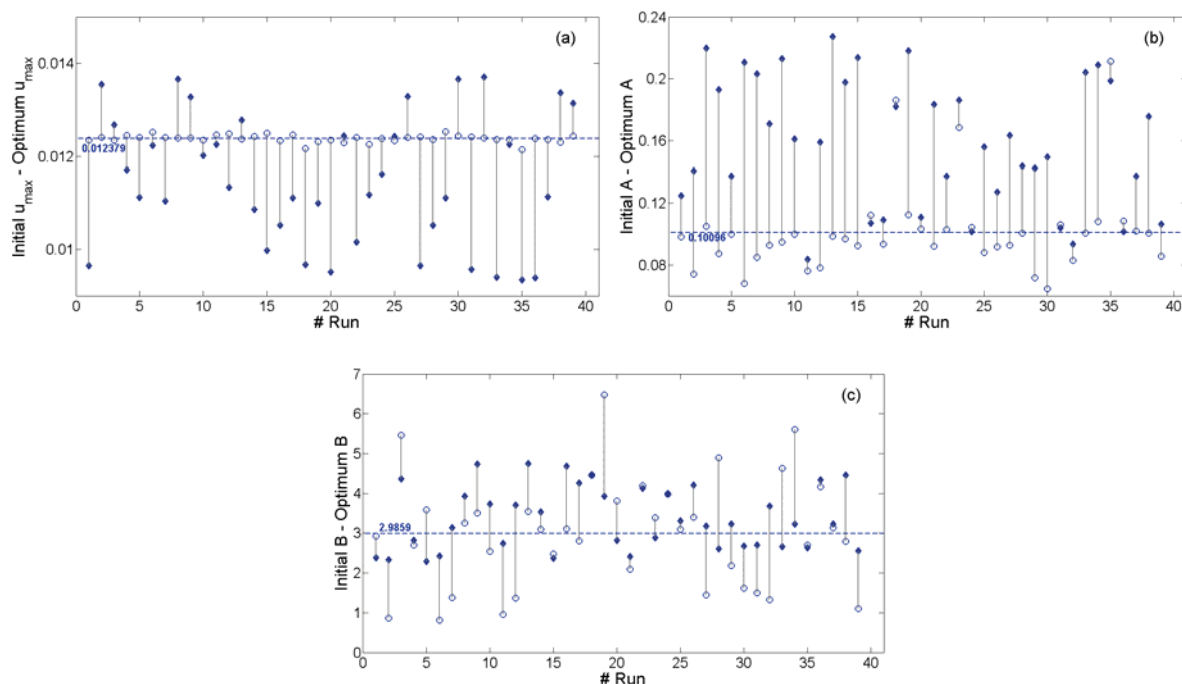 (a)
0.014
0.012
0.01
0.012379
Initial u_max - Optimum u_max
0 5 10 15 20 25 30 35 40
# Run
(b)
0.24
0.2
0.16
0.12
0.08
0.10096
Initial A - Optimum A
0 5 10 15 20 25 30 35 40
# Run
(c)
7
6
5
4
3
2
1
0
2.9859
Initial B - Optimum B
0 5 10 15 20 25 30 35 40
# Run